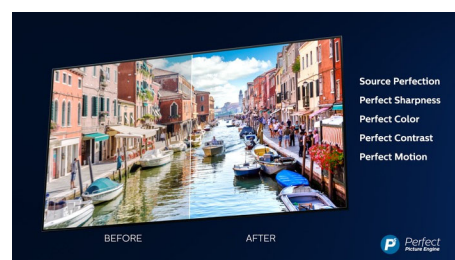 Source Perfection
Perfect Sharpness
Perfect Color
Perfect Contrast
Perfect Motion
BEFORE
AFTER
P
Perfect
Picture Engine